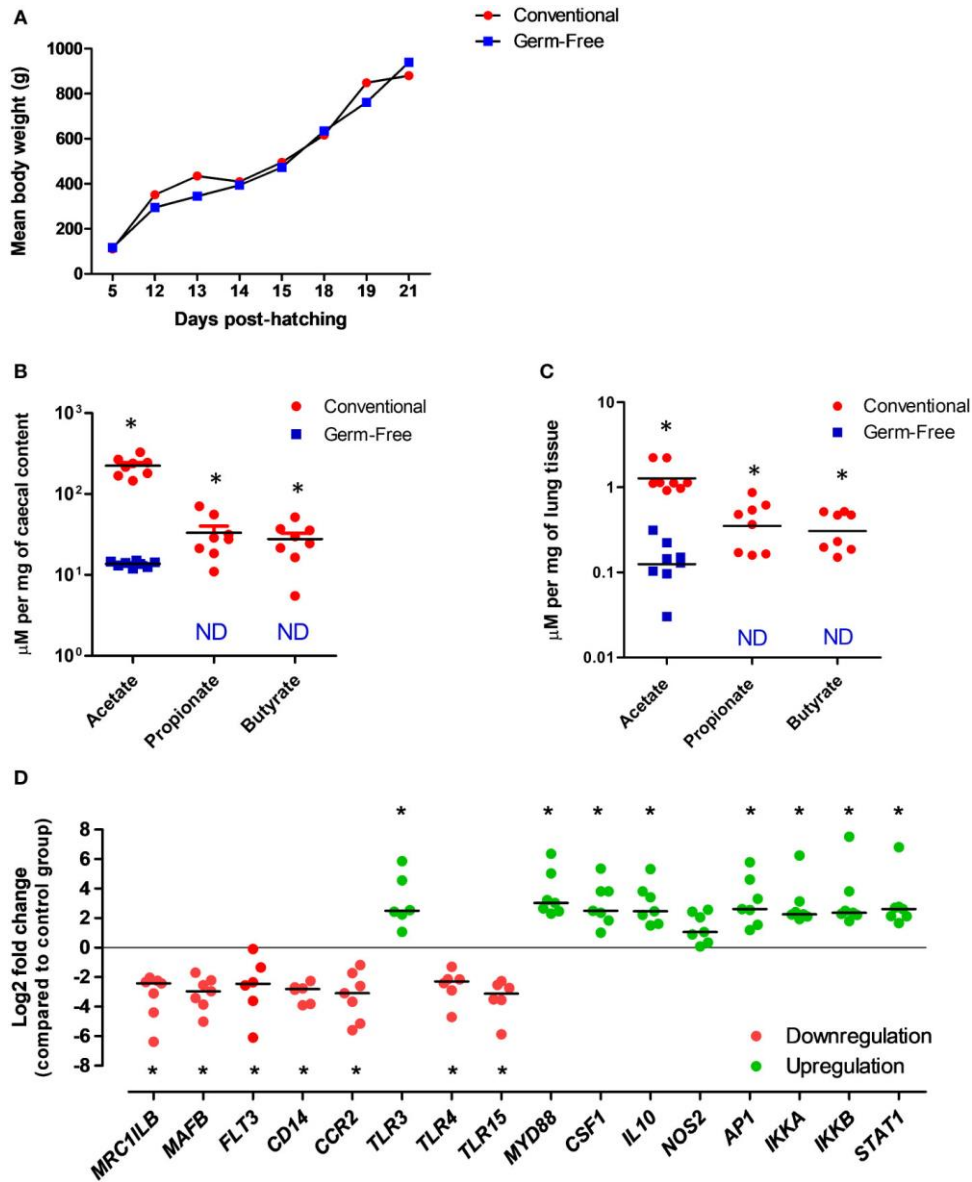 A
Conventional
Germ-Free
1000
800
600
400
200
0
Mean body weight (g)
5 12 13 14 15 18 19 21
Days post-hatching
B
Conventional
Germ-Free
10³
10²
10¹
10⁰
µM per mg of caecal content
* * *
ND ND
Acetate
Propionate
Butyrate
C
Conventional
Germ-Free
10
1
0.1
0.01
µM per mg of lung tissue
* * *
ND ND
Acetate
Propionate
Butyrate
D
Log2 fold change
(compared to control group)
8
6
4
2
0
-2
-4
-6
-8
* * * * * * * *
Downregulation
Upregulation
* * * * * * *
MRC1lLB
MAFB
FLT3
CD14
CCR2
TLR3
TLR4
TLR15
MYD88
CSF1
IL10
NOS2
AP1
IKKA
IKKB
STAT1